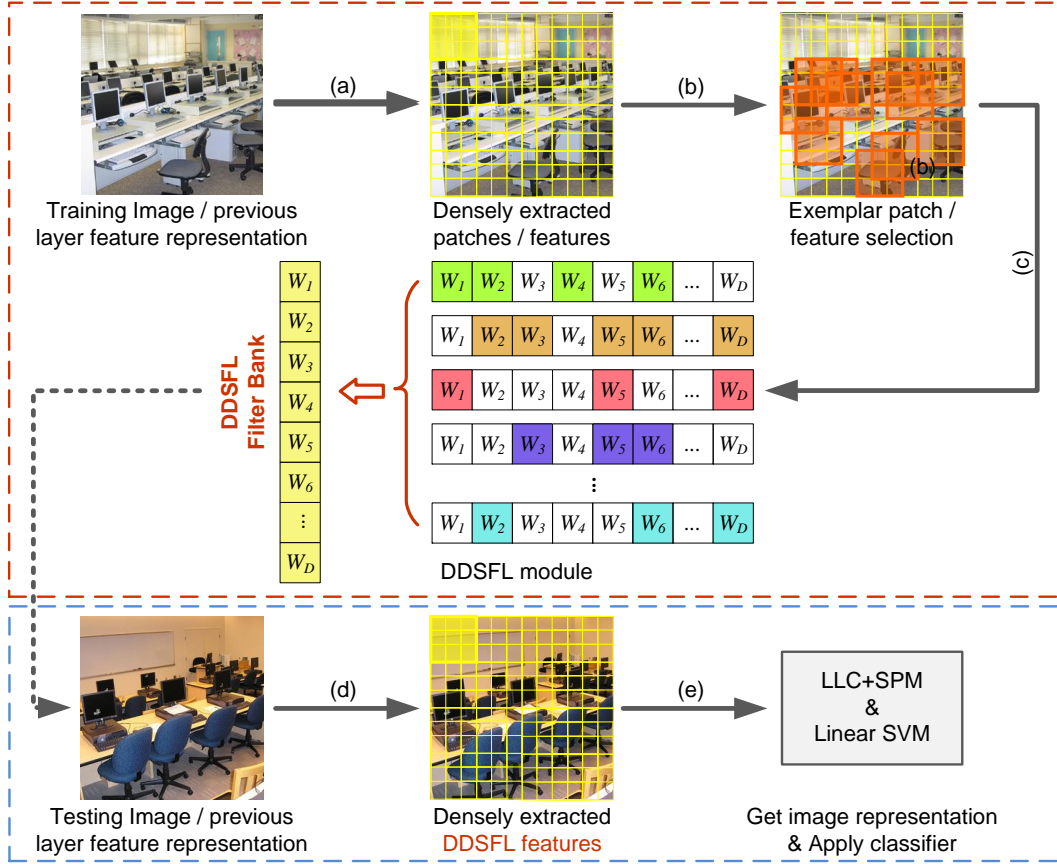 (a)
(b)
(b)
Training Image / previous
layer feature representation
Densely extracted
patches / features
Exemplar patch /
feature selection
(c)
W1
W2
W3
W4
W5
W6
⋮
WD
DDSFL
Filter Bank
W1 W2 W3 W4 W5 W6 ... WD
W1 W2 W3 W4 W5 W6 ... WD
W1 W2 W3 W4 W5 W6 ... WD
W1 W2 W3 W4 W5 W6 ... WD
⋮
W1 W2 W3 W4 W5 W6 ... WD
DDSFL module
(d)
(e)
LLC+SPM
&
Linear SVM
Testing Image / previous
layer feature representation
Densely extracted
DDSFL features
Get image representation
& Apply classifier